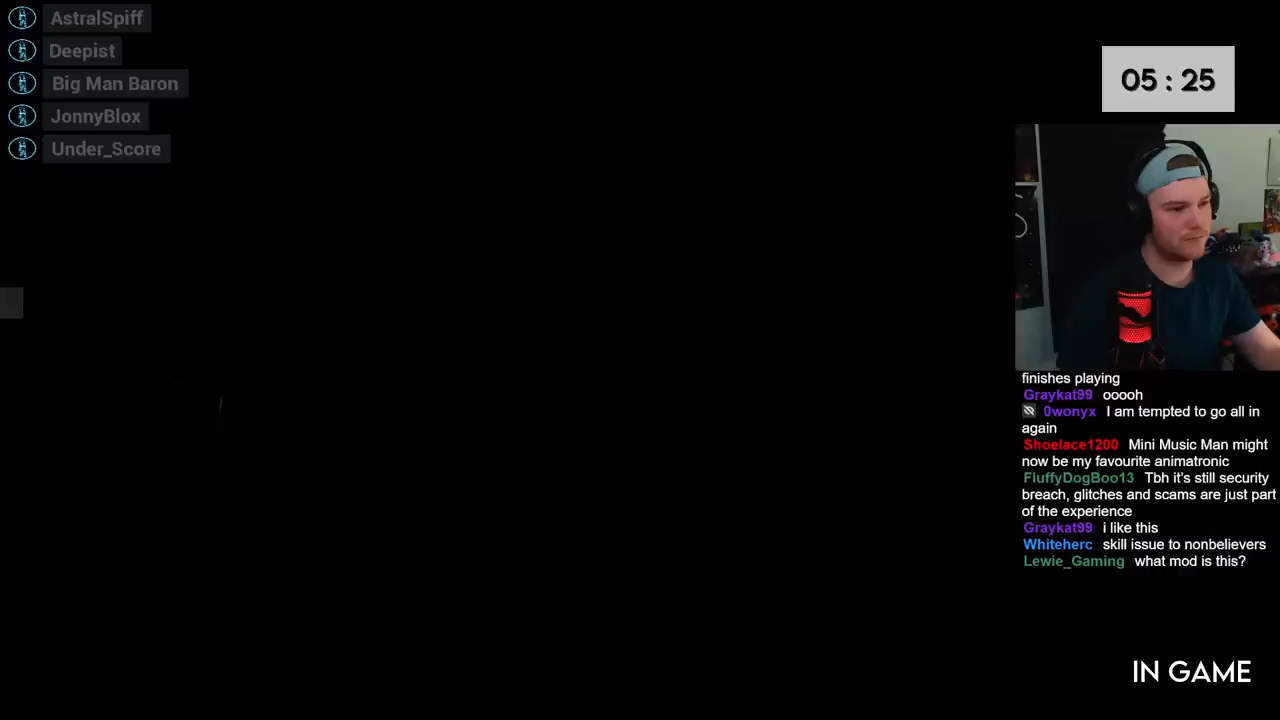 AstralSpiff
Deepist
Big Man Baron
JonnyBlox
Under_Score
05 : 25
finishes playing
Graykat99 ooooh
0wonyx I am tempted to go all in
again
Shoelace1200 Mini Music Man might
now be my favourite animatronic
FluffyDogBoo13 Tbh it's still security
breach, glitches and scams are just part
of the experience
Graykat99 i like this
Whiteherc skill issue to nonbelievers
Lewie_Gaming what mod is this?
IN GAME